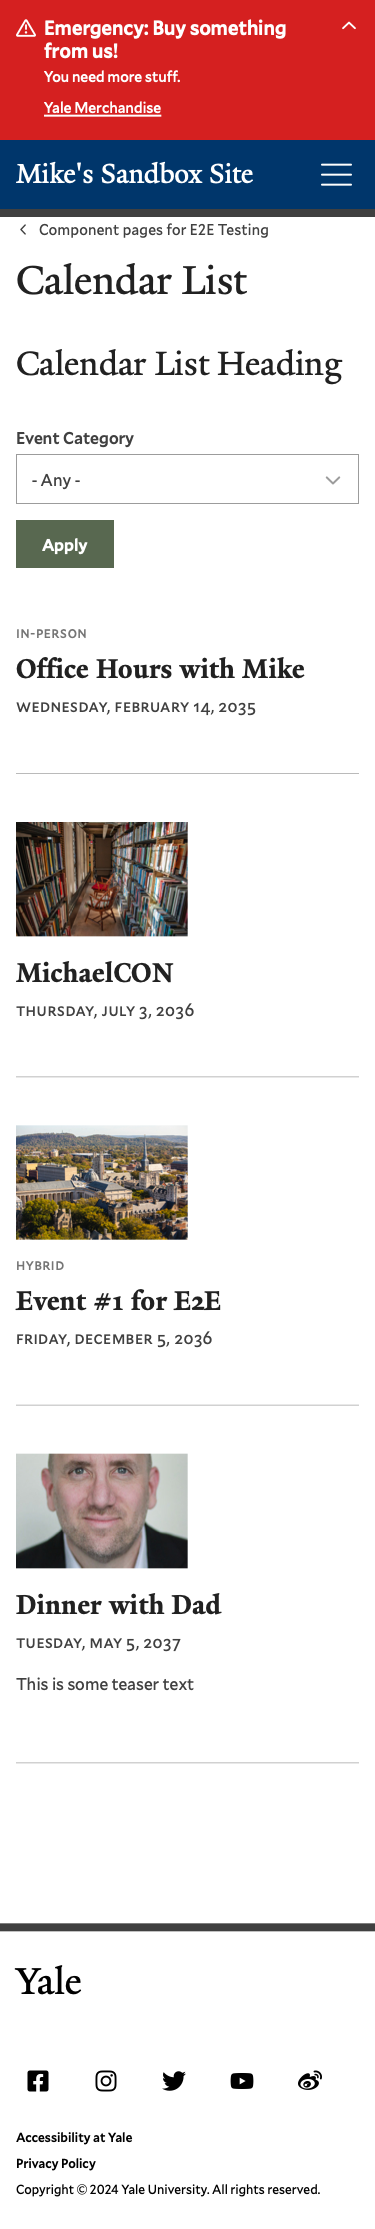 Emergency: Buy something
from us!
You need more stuff.
Yale Merchandise
Mike's Sandbox Site
Component pages for E2E Testing
Calendar List
Calendar List Heading
Event Category
- Any -
Apply
IN-PERSON
Office Hours with Mike
WEDNESDAY, FEBRUARY 14, 2035
MichaelCON
THURSDAY, JULY 3, 2036
HYBRID
Event #1 for E2E
FRIDAY, DECEMBER 5, 2036
Dinner with Dad
TUESDAY, MAY 5, 2037
This is some teaser text
Yale
Accessibility at Yale
Privacy Policy
Copyright © 2024 Yale University. All rights reserved.